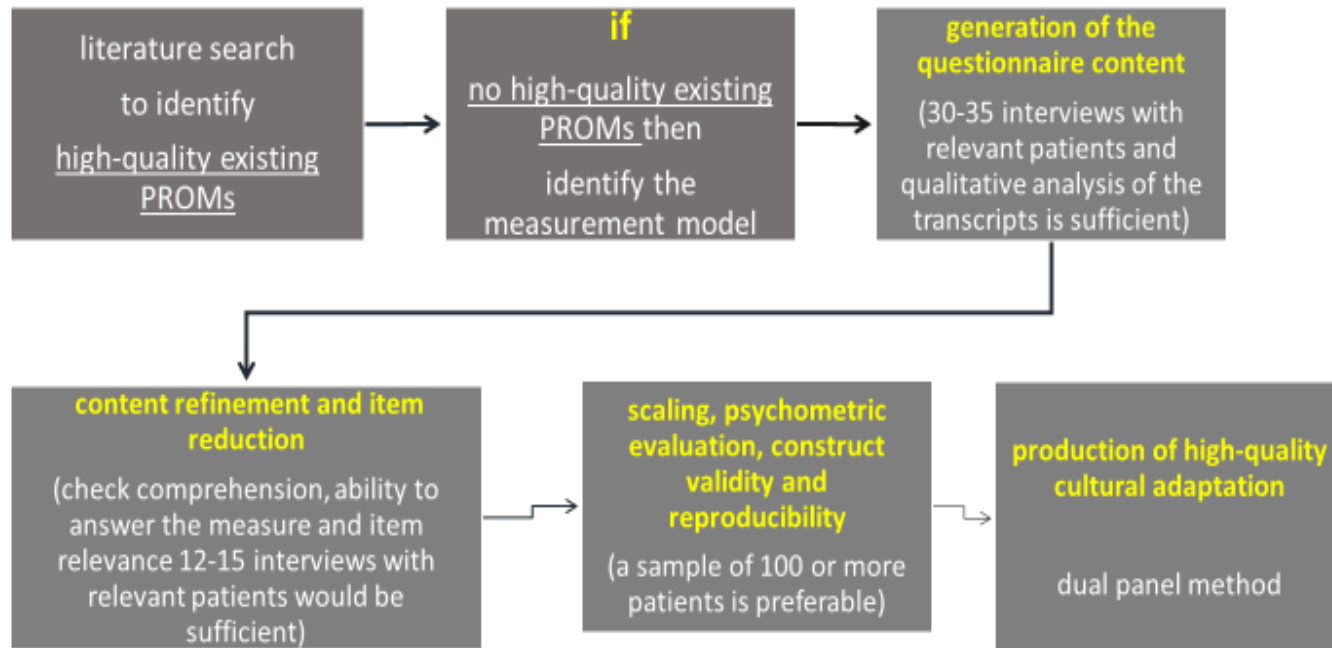 literature search
to identify
high-quality existing
PROMs
if
no high-quality existing
PROMs then
identify the
measurement model
generation of the
questionnaire content
(30-35 interviews with
relevant patients and
qualitative analysis of the
transcripts is sufficient)
content refinement and item
reduction
(check comprehension, ability to
answer the measure and item
relevance 12-15 interviews with
relevant patients would be
sufficient)
scaling, psychometric
evaluation, construct
validity and
reproducibility
(a sample of 100 or more
patients is preferable)
production of high-quality
cultural adaptation
dual panel method